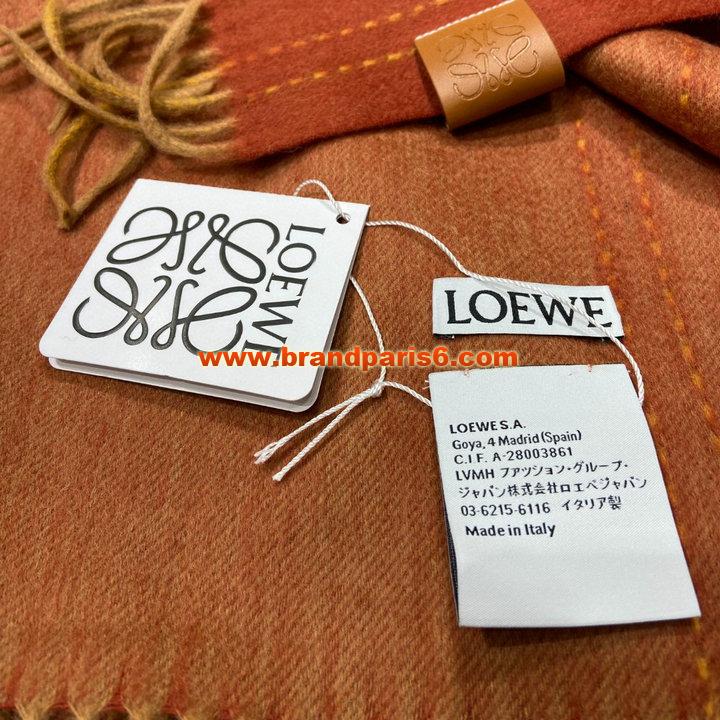 LOEWE
LOEWE
www.brandparis6.com
LOEWE S.A.
Goya, 4 Madrid (Spain)
C.I.F. A-28003861
LVMH ファッション・グループ・
ジャパン株式会社ロエベジャパン
03-6215-6116 イタリア製
Made in Italy